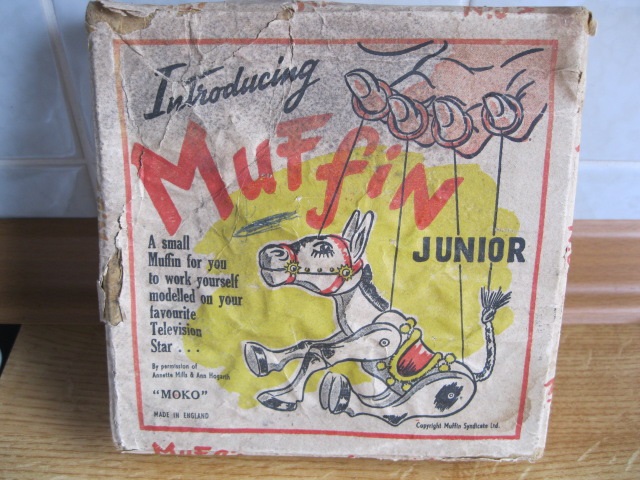 Introducing
MuFFiN
JUNIOR
A small
Muffin for you
to work yourself
modelled on your
favourite
Television
Star . . .
By permission of
Annette Mills & Ann Hogarth
"MOKO"
MADE IN ENGLAND
Copyright Muffin Syndicate Ltd.
MuFF